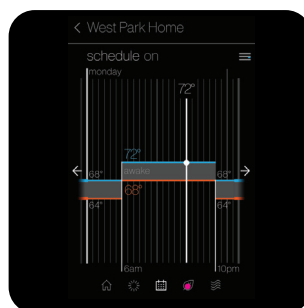 < West Park Home
schedule on
monday
72°
72°
awake
68°
68°
68°
64°
64°
6am
10pm